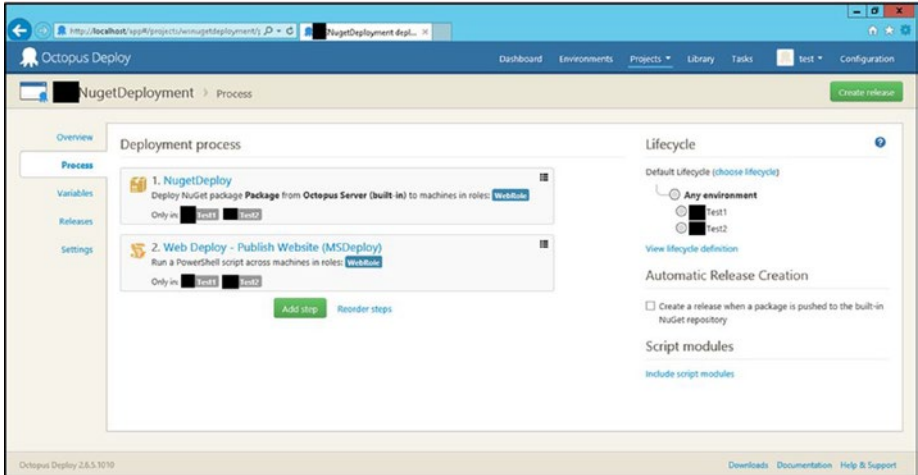 http://localhost/app#/projects/winugetdeployment/p
NugetDeployment depl...
Octopus Deploy
Dashboard Environments Projects Library Tasks test Configuration
NugetDeployment > Process
Create release
Overview
Process
Variables
Releases
Settings
Deployment process
1. NugetDeploy
Deploy NuGet package Package from Octopus Server (built-in) to machines in roles: WebRole
Only in: Test1 Test2
2. Web Deploy - Publish Website (MSDeploy)
Run a PowerShell script across machines in roles: WebRole
Only in: Test1 Test2
Add step Reorder steps
Lifecycle
Default Lifecycle (choose lifecycle)
Any environment
Test1
Test2
View lifecycle definition
Automatic Release Creation
Create a release when a package is pushed to the built-in
NuGet repository
Script modules
Include script modules
Octopus Deploy 2.6.5.1010
Downloads Documentation Help & Support